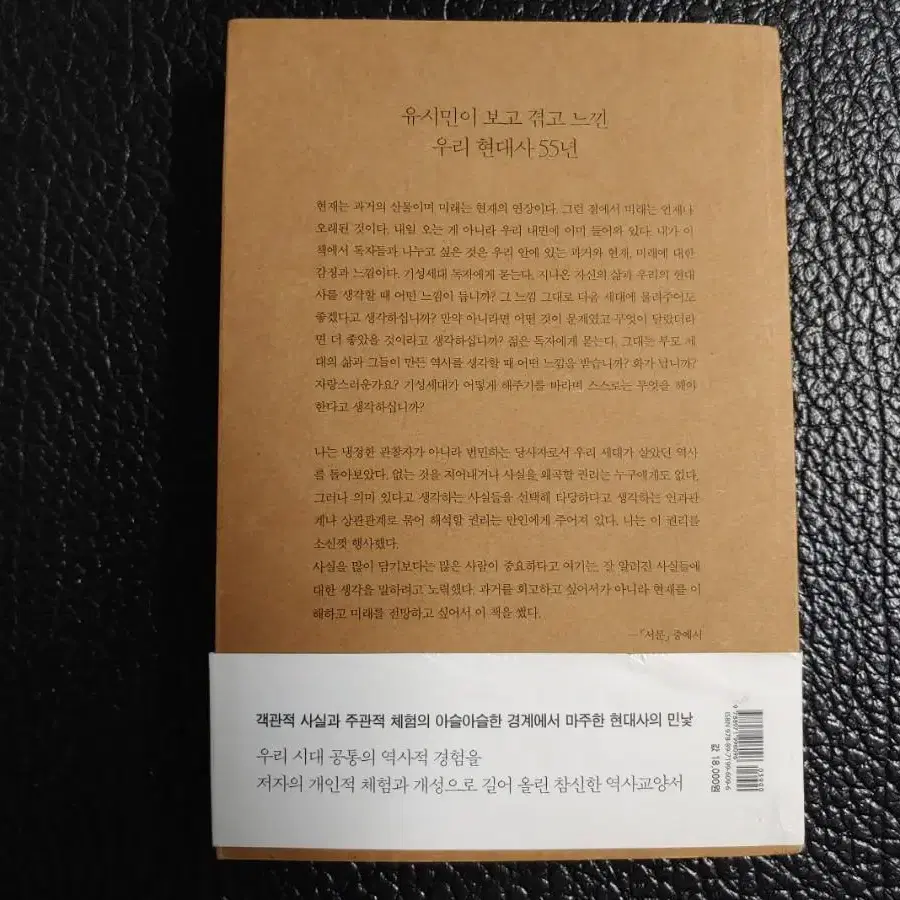 유시민이 보고 겪고 느낀
우리 현대사 55년
현재는 과거의 산물이며 미래는 현재의 연장이다. 그런 점에서 미래는 언제나
오래된 것이다. 내일 오는 게 아니라 우리 내면에 이미 들어와 있다. 내가 이
책에서 독자들과 나누고 싶은 것은 우리 안에 있는 과거와 현재, 미래에 대한
감정과 느낌이다. 기성세대 독자에게 묻는다. 지나온 자신의 삶과 우리의 현대
사를 생각할 때 어떤 느낌이 듭니까? 그 느낌 그대로 다음 세대에 물려주어도
좋겠다고 생각하십니까? 만약 아니라면 어떤 것이 문제였고 무엇이 달랐더라
면 더 좋았을 것이라고 생각하십니까? 젊은 독자에게 묻는다. 그대는 부모 세
대의 삶과 그들이 만든 역사를 생각할 때 어떤 느낌을 받습니까? 화가 납니까?
자랑스러운가요? 기성세대가 어떻게 해주기를 바라며 스스로는 무엇을 해야
한다고 생각하십니까?
나는 냉정한 관찰자가 아니라 번민하는 당사자로서 우리 세대가 살았던 역사
를 돌아보았다. 없는 것을 지어내거나 사실을 왜곡할 권리는 누구에게도 없다.
그러나 의미 있다고 생각하는 사실들을 선택해 타당하다고 생각하는 인과관
계나 상관관계로 묶어 해석할 권리는 만인에게 주어져 있다. 나는 이 권리를
소신껏 행사했다.
사실을 많이 담기보다는 많은 사람이 중요하다고 여기는, 잘 알려진 사실들에
대한 생각을 말하려고 노력했다. 과거를 회고하고 싶어서가 아니라 현재를 이
해하고 미래를 전망하고 싶어서 이 책을 썼다.
―「서문」 중에서
객관적 사실과 주관적 체험의 아슬아슬한 경계에서 마주한 현대사의 민낯
우리 시대 공통의 역사적 경험을
저자의 개인적 체험과 개성으로 길어 올린 참신한 역사교양서
ISBN 978-89-7199-609-6
값 18,000원